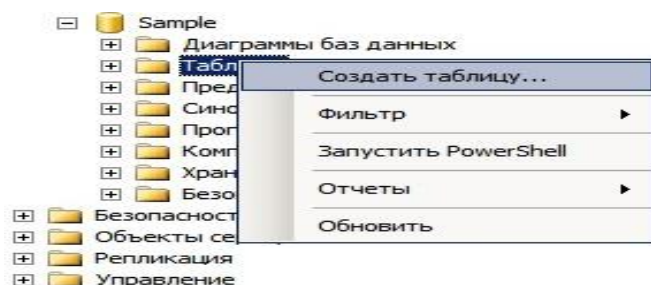 Sample
Диаграммы баз данных
Табл
Создать таблицу...
Пред
Сино
Фильтр
Прог
Комп
Запустить PowerShell
Хран
Отчеты
Безо
Безопасност
Обновить
Объекты се
Репликация
Управление